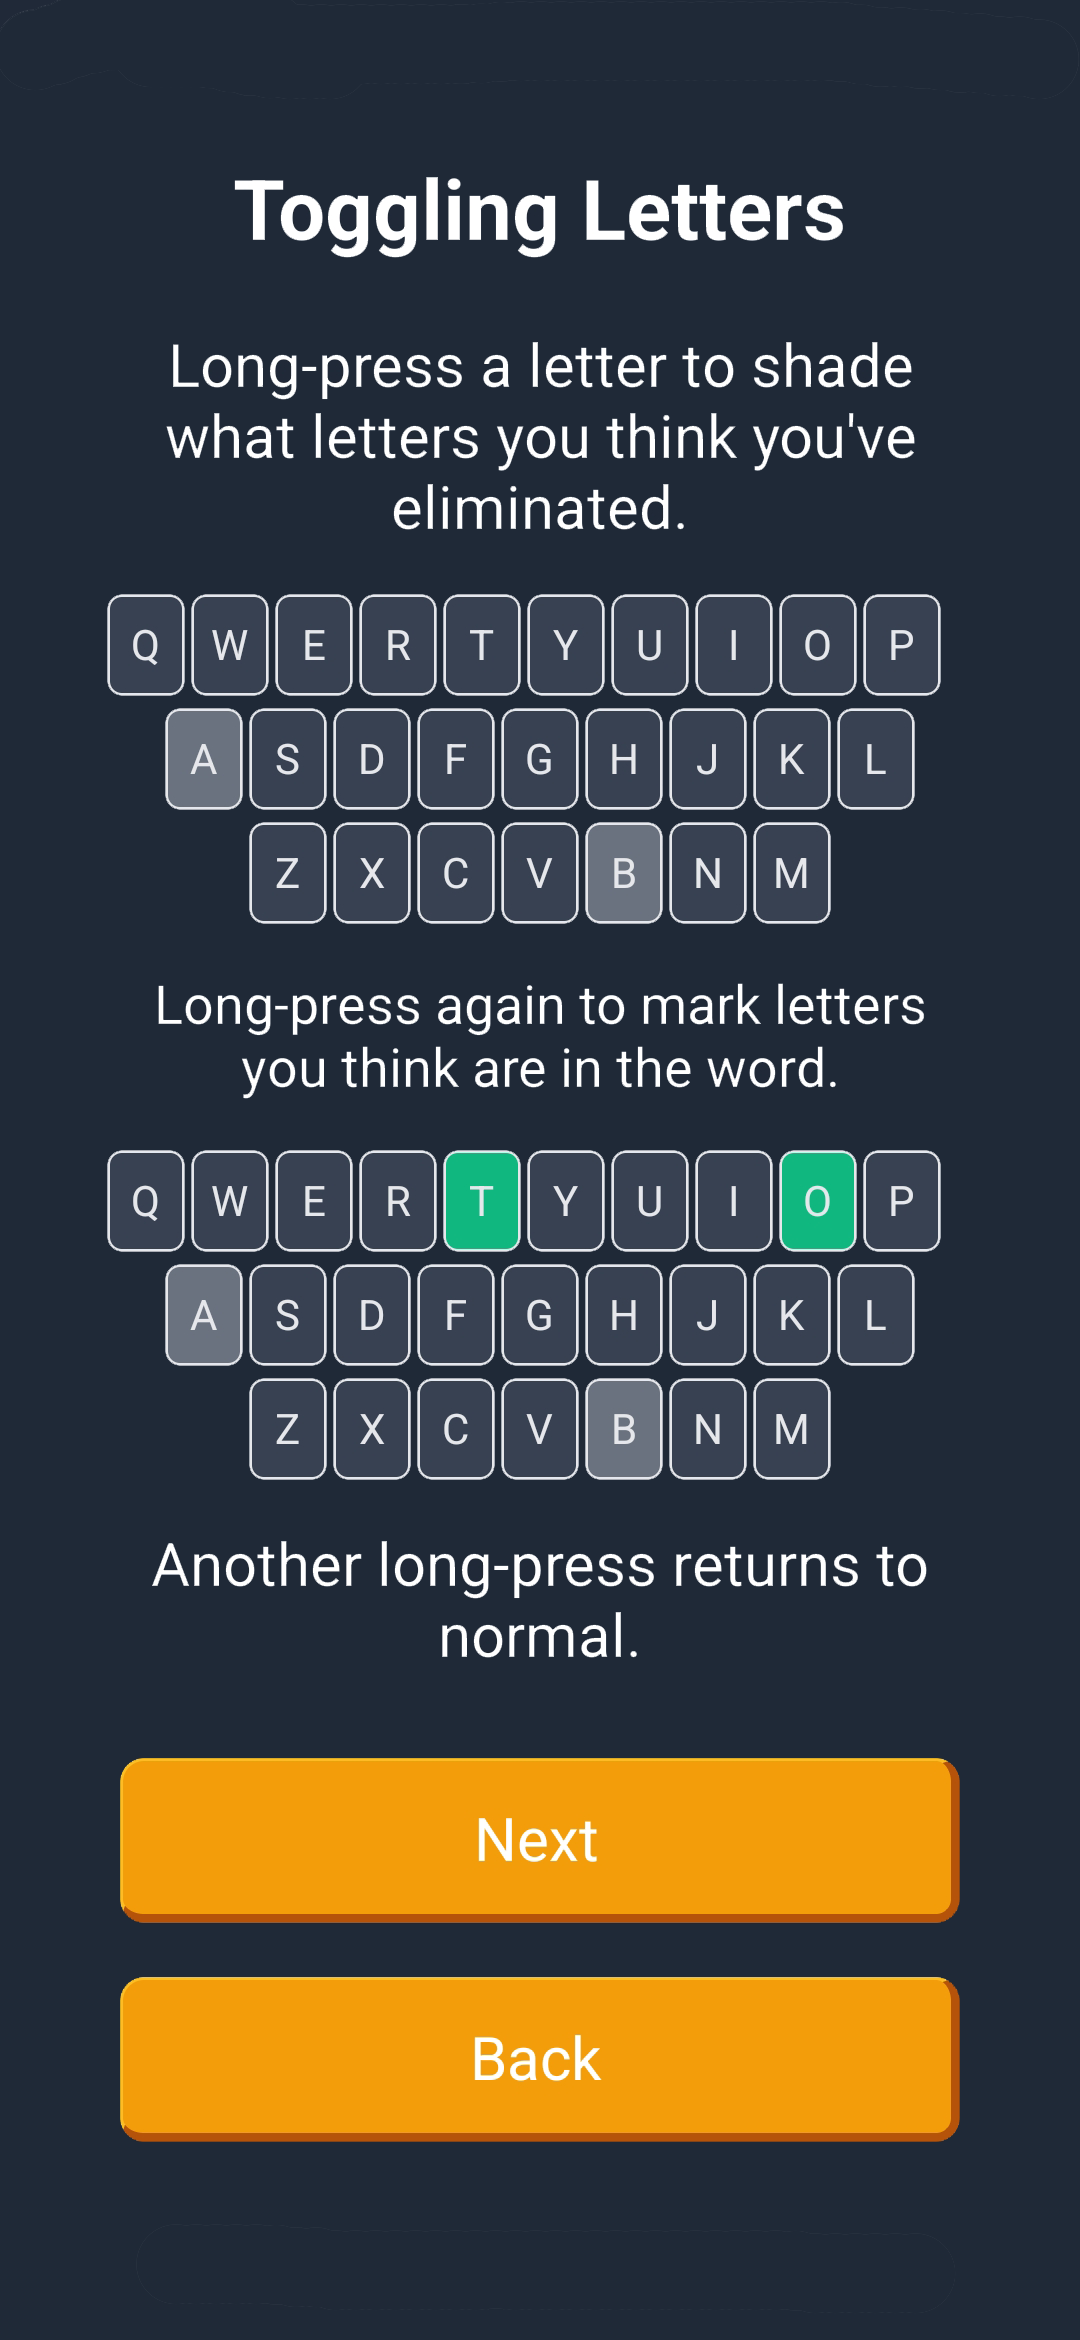 Toggling Letters
Long-press a letter to shade
what letters you think you've
eliminated.
Q W E R T Y U I O P
A S D F G H J K L
Z X C V B N M
Long-press again to mark letters
you think are in the word.
Q W E R T Y U I O P
A S D F G H J K L
Z X C V B N M
Another long-press returns to
normal.
Next
Back